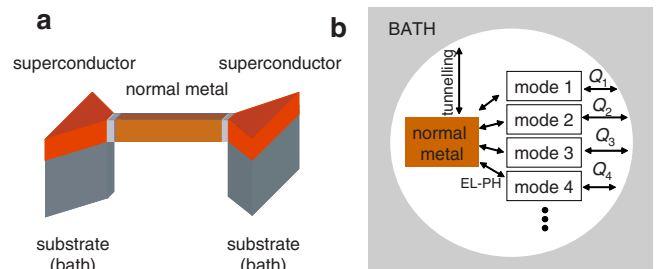 a
superconductor
superconductor
normal metal
substrate
(bath)
substrate
(bath)
b
BATH
tunnelling
normal
metal
EL-PH
mode 1
mode 2
mode 3
mode 4
Q1
Q2
Q3
Q4